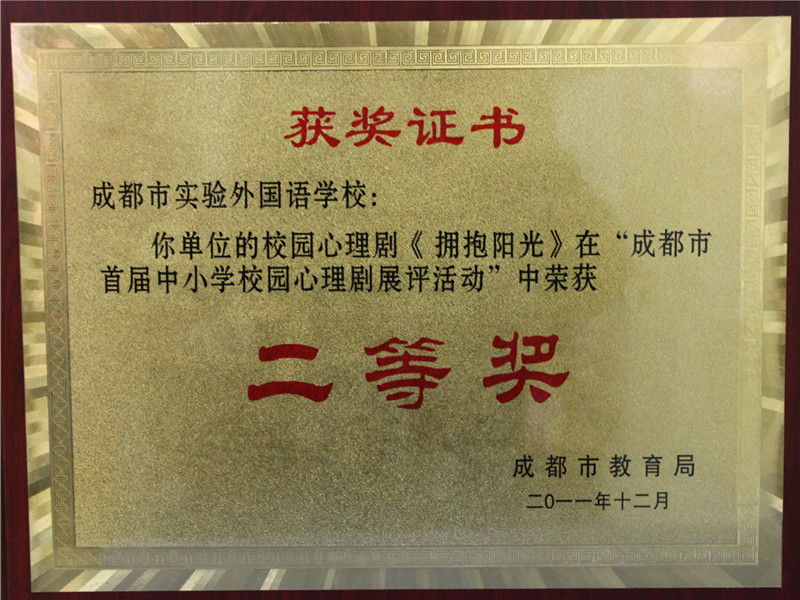 获奖证书
成都市实验外国语学校:
你单位的校园心理剧《拥抱阳光》在“成都市
首届中小学校园心理剧展评活动”中荣获
二等奖
成都市教育局
二0一一年十二月